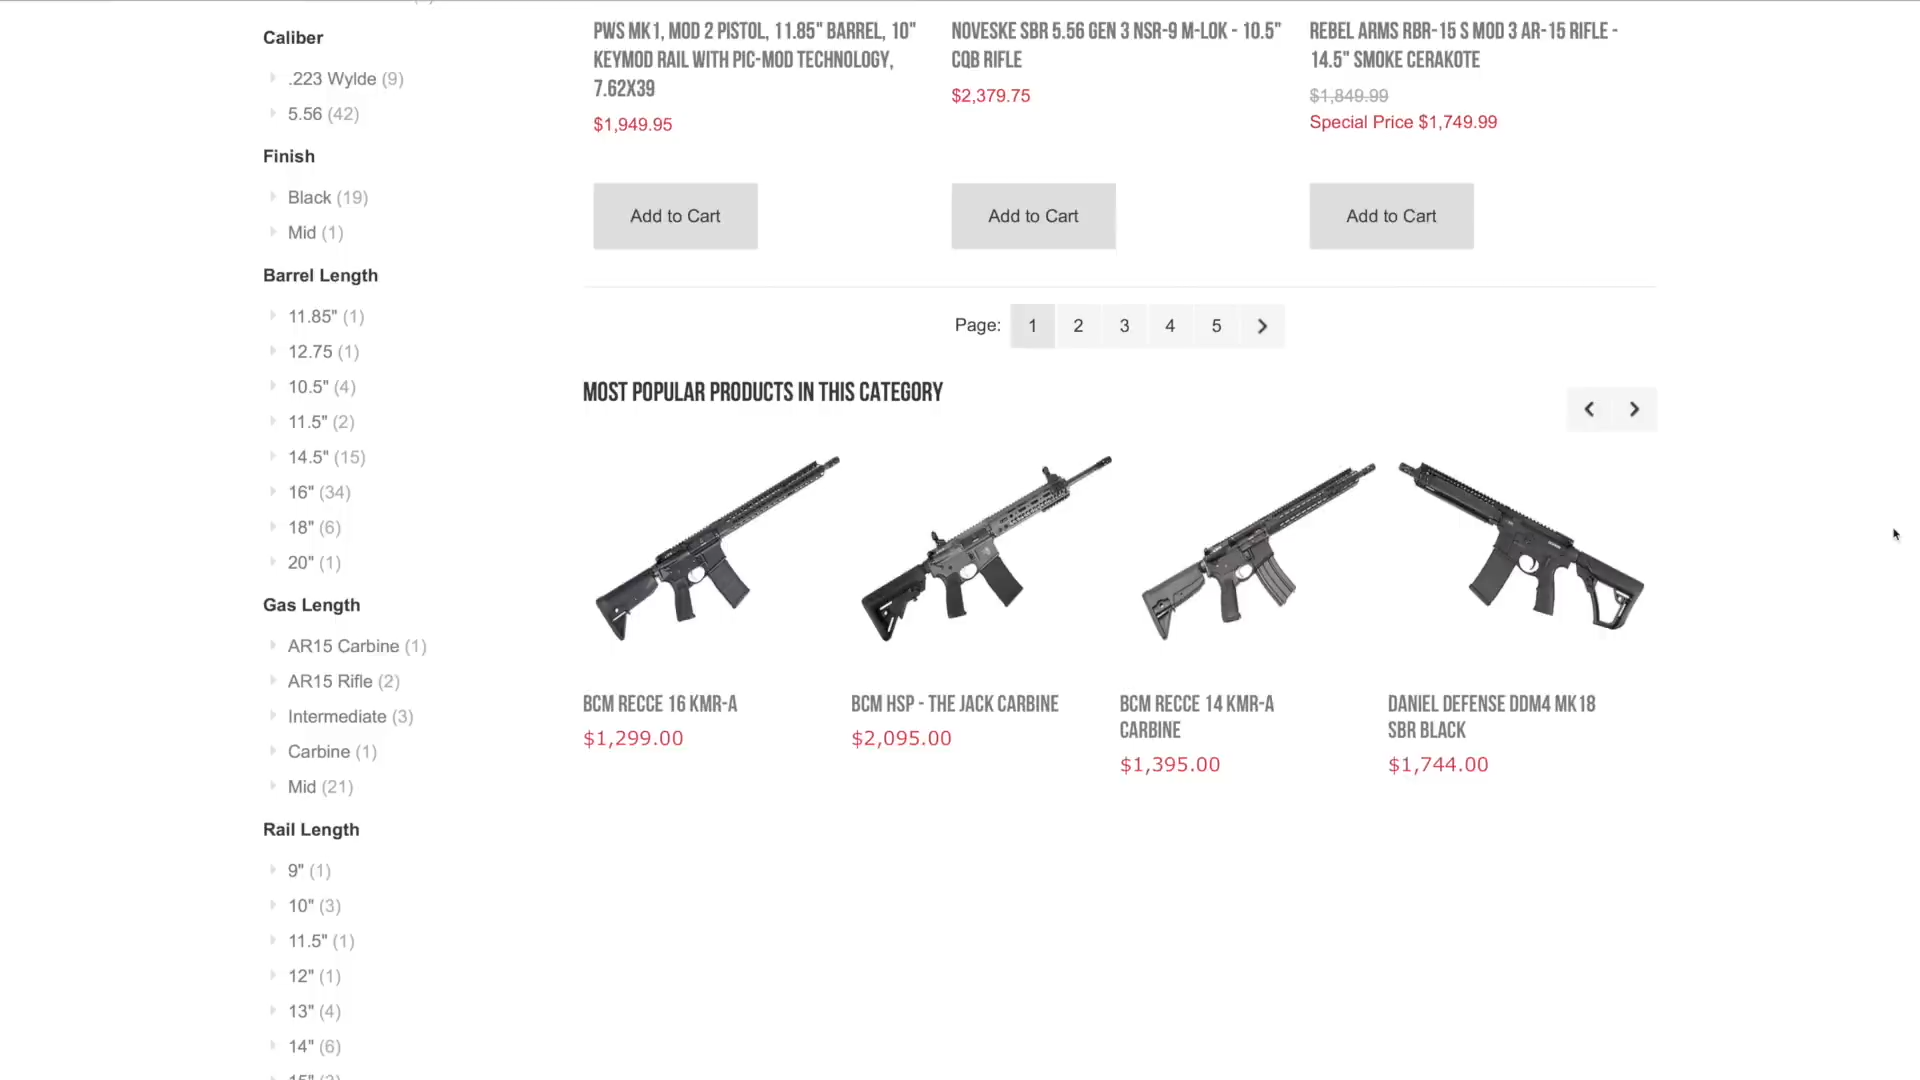 Caliber
.223 Wylde (9)
5.56 (42)
Finish
Black (19)
Mid (1)
Barrel Length
11.85" (1)
12.75 (1)
10.5" (4)
11.5" (2)
14.5" (15)
16" (34)
18" (6)
20" (1)
Gas Length
AR15 Carbine (1)
AR15 Rifle (2)
Intermediate (3)
Carbine (1)
Mid (21)
Rail Length
9" (1)
10" (3)
11.5" (1)
12" (1)
13" (4)
14" (6)
PWS MK1, MOD 2 PISTOL, 11.85" BARREL, 10"
KEYMOD RAIL WITH PIC-MOD TECHNOLOGY,
7.62X39
$1,949.95
Add to Cart
NOVESKE SBR 5.56 GEN 3 NSR-9 M-LOK - 10.5"
CQB RIFLE
$2,379.75
Add to Cart
REBEL ARMS RBR-15 S MOD 3 AR-15 RIFLE -
14.5" SMOKE CERAKOTE
$1,849.99
Special Price $1,749.99
Add to Cart
Page: 1 2 3 4 5
MOST POPULAR PRODUCTS IN THIS CATEGORY
BCM RECCE 16 KMR-A
$1,299.00
BCM HSP - THE JACK CARBINE
$2,095.00
BCM RECCE 14 KMR-A
CARBINE
$1,395.00
DANIEL DEFENSE DDM4 MK18
SBR BLACK
$1,744.00